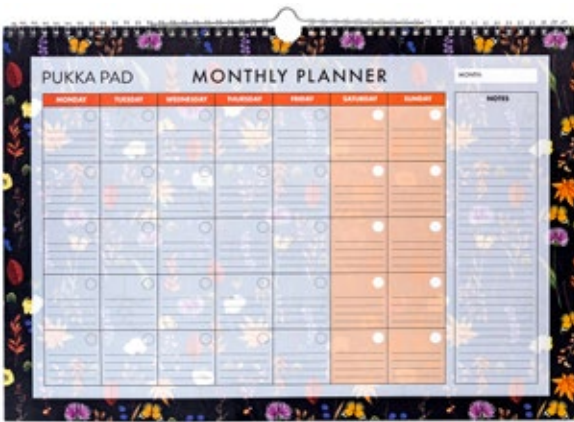 PUKKA PAD
MONTHLY PLANNER
MONTH:
MONDAY
TUESDAY
WEDNESDAY
THURSDAY
FRIDAY
SATURDAY
SUNDAY
NOTES